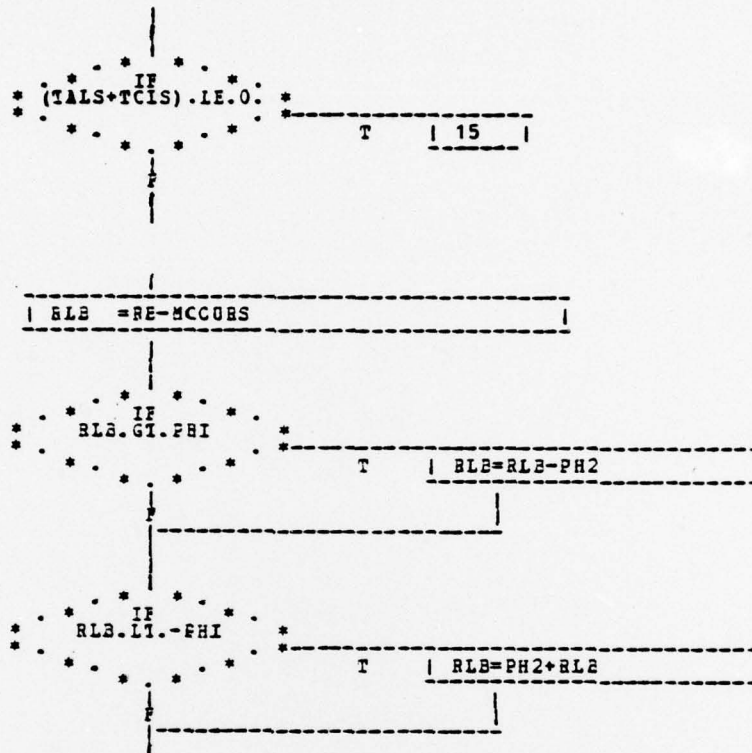 IF
(TALS+TCIS).LE.0.
T | 15 |
F
| RLB =RE-MCCURS |
IF
RLB.GT.PHI
T | RLB=RLB-PH2
F
IF
RLB.LT.-PHI
T | RLB=PH2+RLB
F